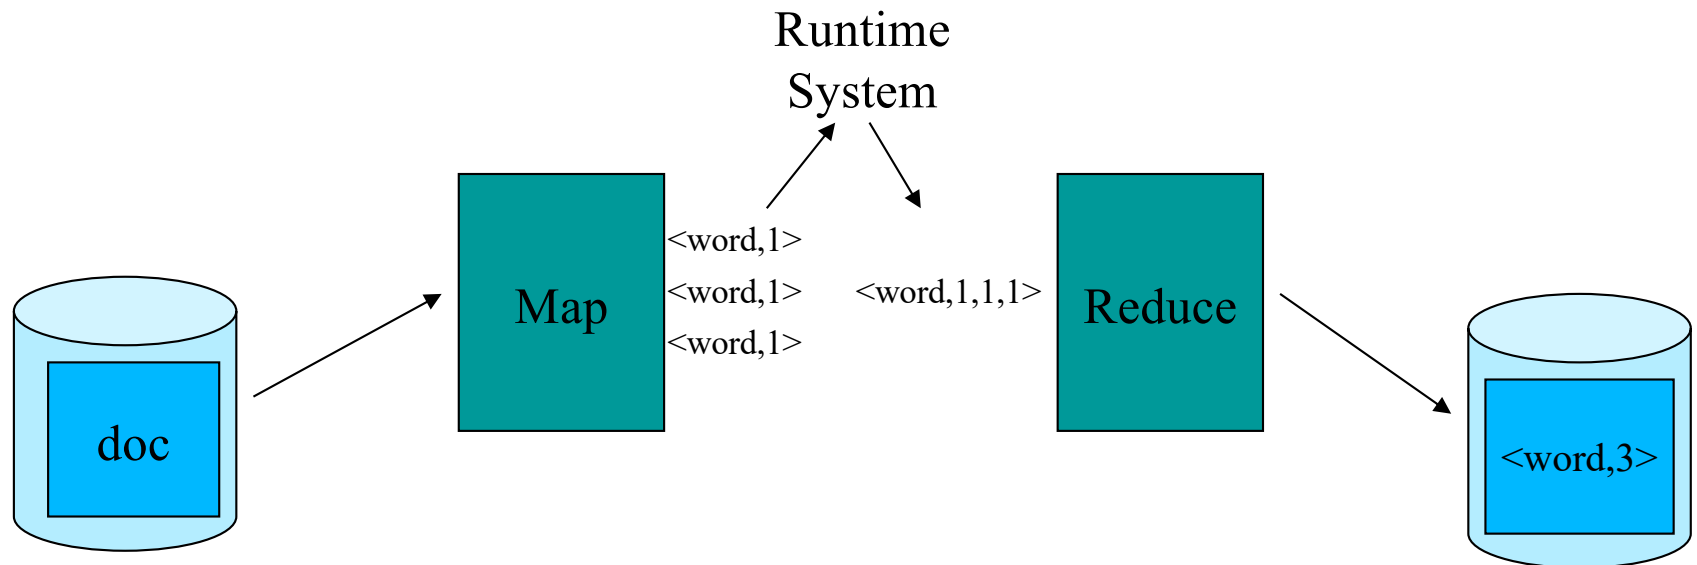 Runtime
System
doc
Map
<word,1>
<word,1>
<word,1>
<word,1,1,1>
Reduce
<word,3>